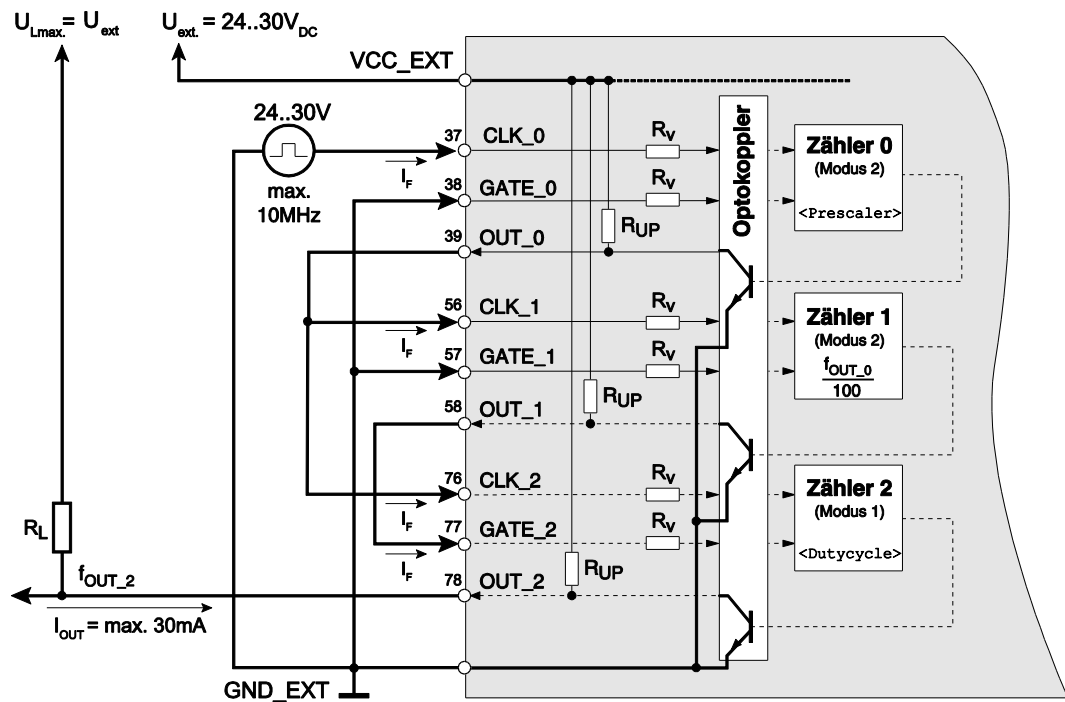 U_Lmax. = U_ext
U_ext. = 24..30V_DC
VCC_EXT
24..30V
max.
10MHz
37
CLK_0
I_F
38
GATE_0
39
OUT_0
R_V
R_V
R_UP
Optokoppler
Zähler 0
(Modus 2)
<Prescaler>
56
CLK_1
I_F
57
GATE_1
58
OUT_1
R_V
R_V
R_UP
Zähler 1
(Modus 2)
f_OUT_0
100
76
CLK_2
I_F
77
GATE_2
I_F
78
OUT_2
R_V
R_V
R_UP
Zähler 2
(Modus 1)
<Dutycycle>
R_L
f_OUT_2
I_OUT = max. 30mA
GND_EXT